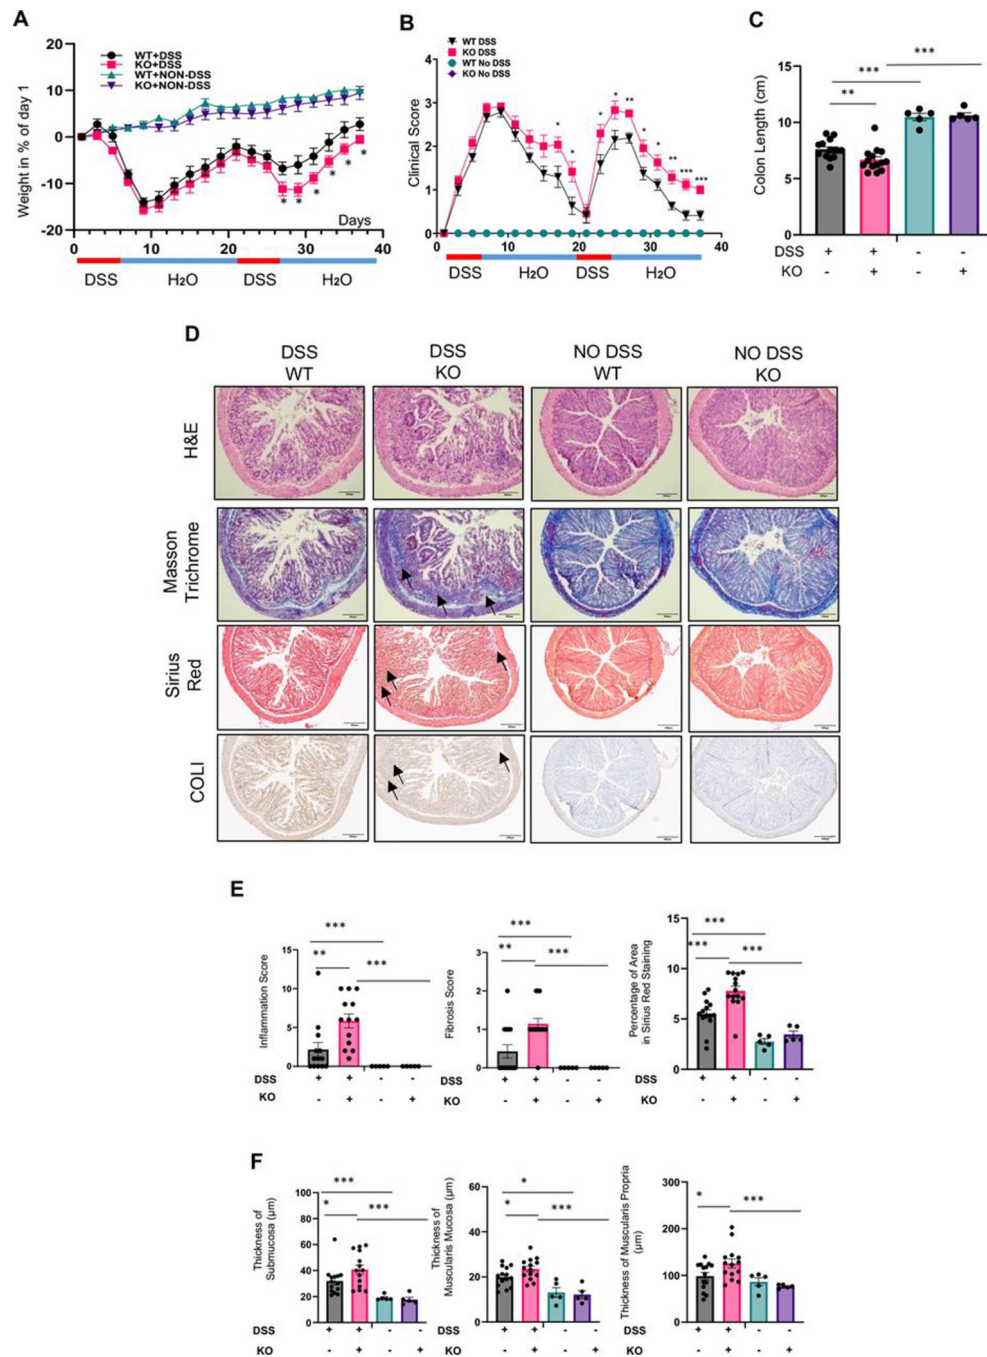 A
WT+DSS
KO+DSS
WT+NON-DSS
KO+NON-DSS
Weight in % of day 1
20
10
0
-10
-20
0 10 20 30 40
Days
* * * * * *
DSS H₂O DSS H₂O
B
WT DSS
KO DSS
WT No DSS
KO No DSS
Clinical Score
4
3
2
1
0
0 10 20 30 40
* * * * ** * * ** *** ***
DSS H₂O DSS H₂O
C
Colon Length (cm)
15
10
5
0
*** *** **
DSS + + - -
KO - + - +
D
DSS WT
DSS KO
NO DSS WT
NO DSS KO
H&E
Masson Trichrome
Sirius Red
COLI
E
Inflammation Score
15
10
5
0
*** ** ***
DSS + + - -
KO - + - +
Fibrosis Score
3
2
1
0
*** ** ***
DSS + + - -
KO - + - +
Percentage of Area
in Sirius Red Staining
15
10
5
0
*** *** ***
DSS + + - -
KO - + - +
F
Thickness of
Submucosa (µm)
100
80
60
40
20
0
*** * ***
DSS + + - -
KO - + - +
Thickness of
Muscularis Mucosa (µm)
60
40
20
0
* * ***
DSS + + - -
KO - + - +
Thickness of Muscularis Propria
(µm)
300
200
100
0
* ***
DSS + + - -
KO - + - +